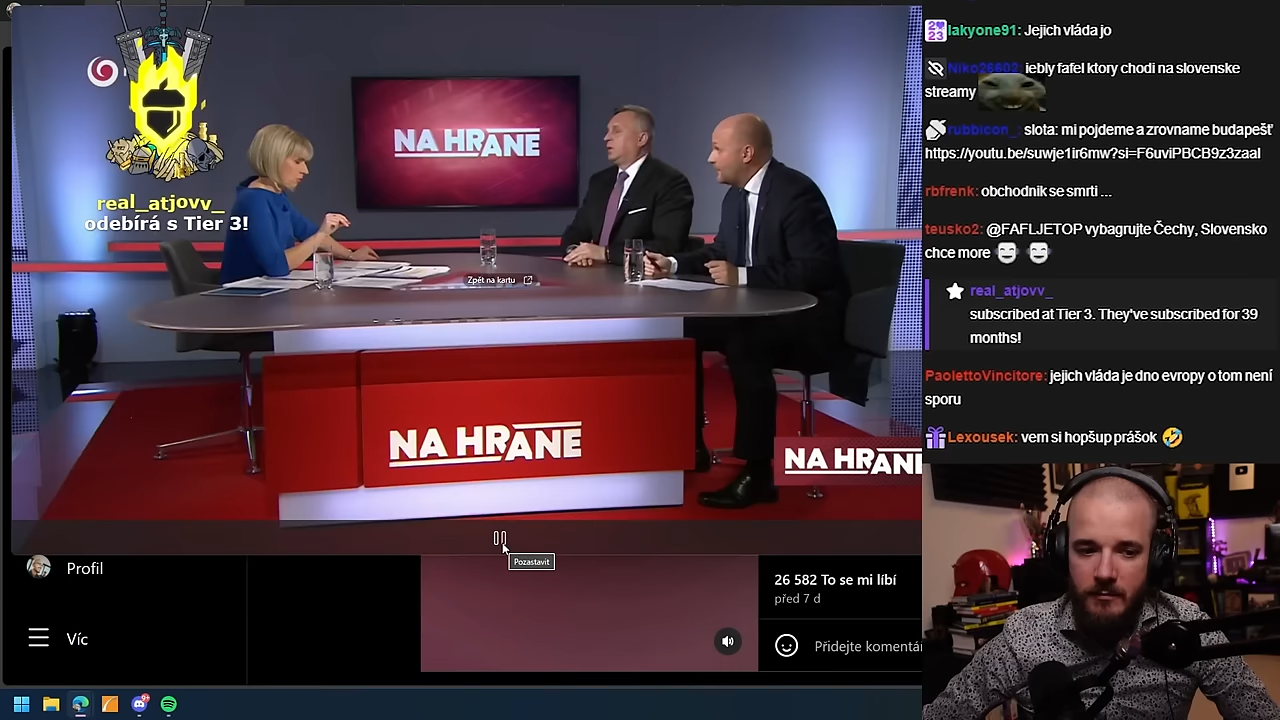 real_atjovv_
odebírá s Tier 3!
NA HRANE
Zpět na kartu
NA HRANE
NA HRANE
Pozastavit
Profil
Víc
26 582 To se mi líbí
před 7 d
Přidejte komentá
lakyone91: Jejich vláda jo
Niko26602: jebly fafel ktory chodi na slovenske
streamy
rubbicon_: slota: mi pojdeme a zrovname budapešť
https://youtu.be/suwje1ir6mw?si=F6uviPBCB9z3zaal
rbfrenk: obchodnik se smrti ...
teusko2: @FAFLJETOP vybagrujte Čechy, Slovensko
chce more
real_atjovv_
subscribed at Tier 3. They've subscribed for 39
months!
PaolettoVincitore: jejich vláda je dno evropy o tom není
sporu
Lexousek: vem si hopšup prášok